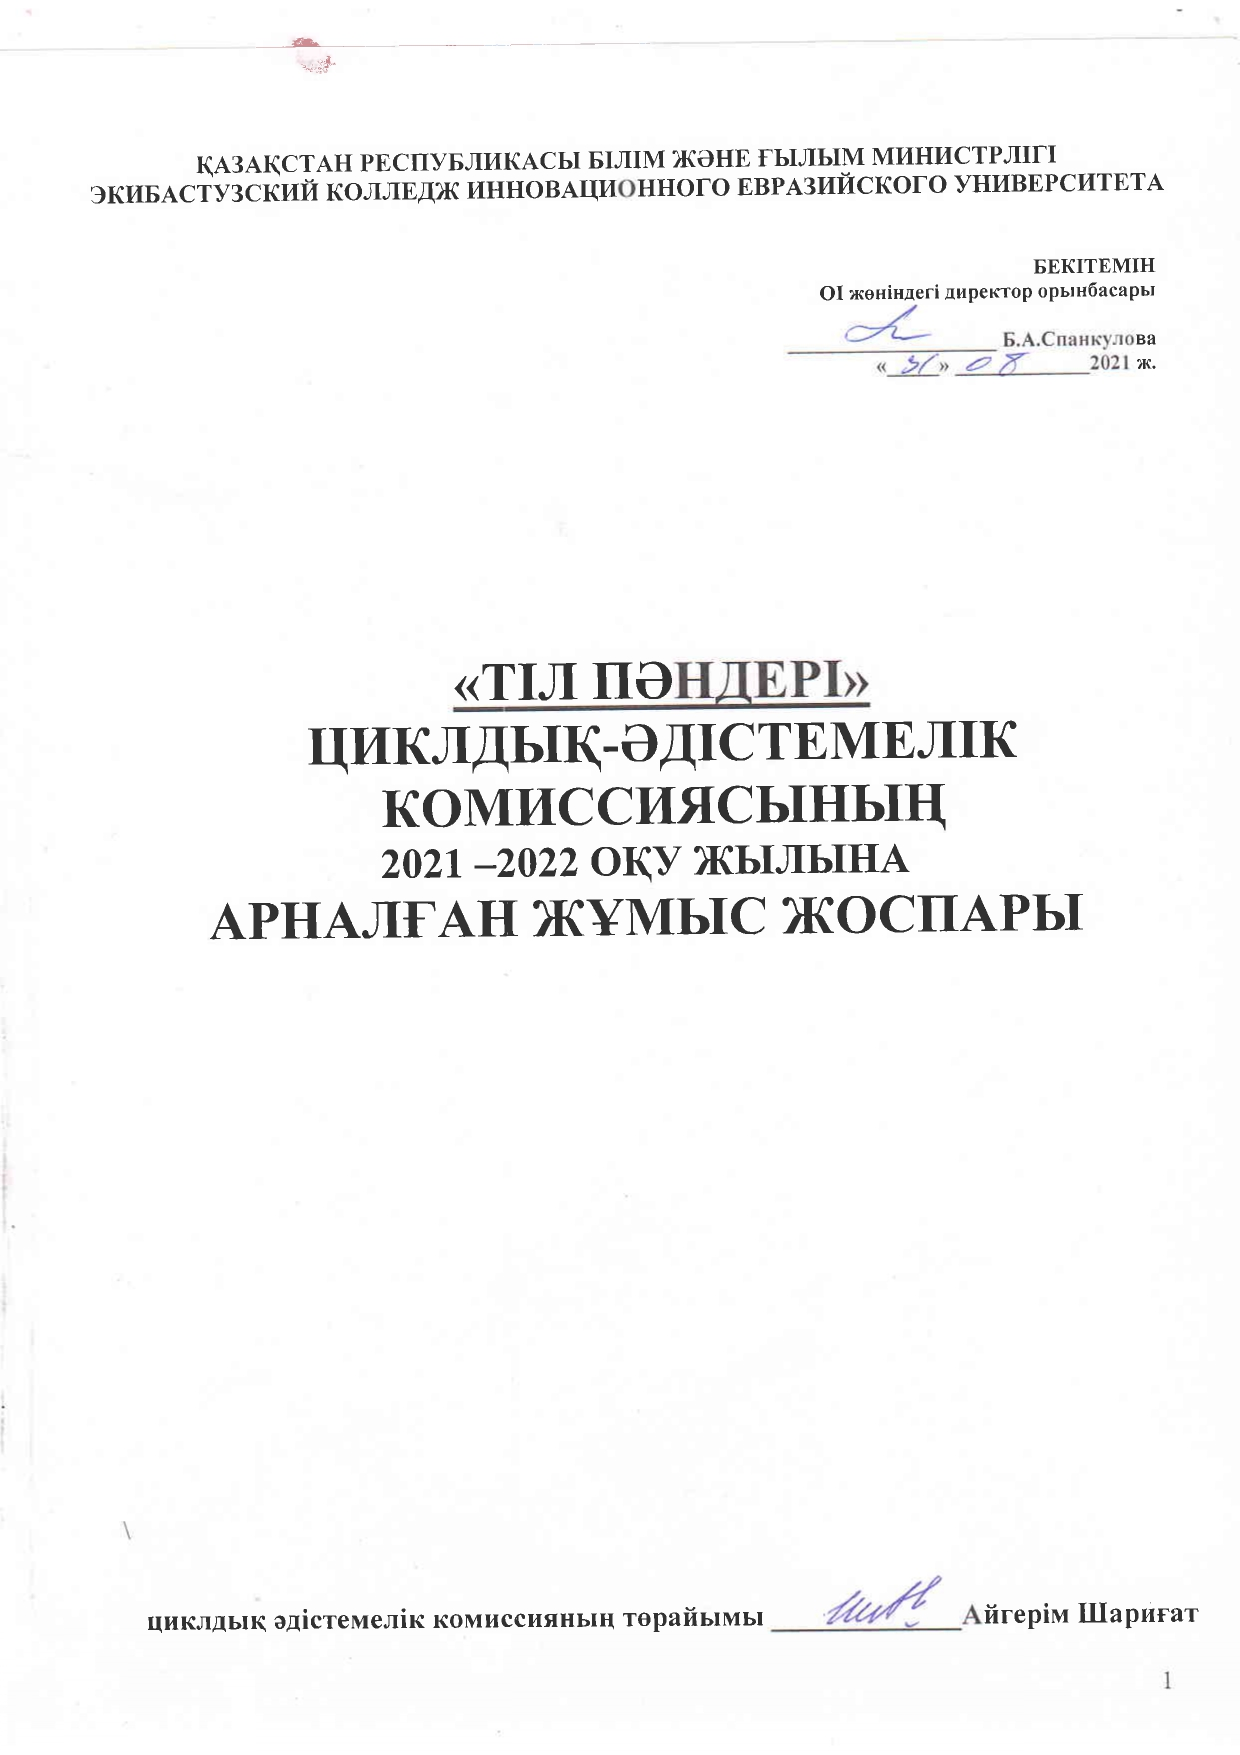 ҚАЗАҚСТАН РЕСПУБЛИКАСЫ БІЛІМ ЖӘНЕ ҒЫЛЫМ МИНИСТРЛІГІ
ЭКИБАСТУЗСКИЙ КОЛЛЕДЖ ИННОВАЦИОННОГО ЕВРАЗИЙСКОГО УНИВЕРСИТЕТА
БЕКІТЕМІН
ОІ жөніндегі директор орынбасары
____________________ Б.А.Спанкулова
«31» 08 2021 ж.
«ТІЛ ПӘНДЕРІ»
ЦИКЛДЫҚ-ӘДІСТЕМЕЛІК
КОМИССИЯСЫНЫҢ
2021 –2022 ОҚУ ЖЫЛЫНА
АРНАЛҒАН ЖҰМЫС ЖОСПАРЫ
\
циклдық әдістемелік комиссияның төрайымы ______________Айгерім Шариғат
1